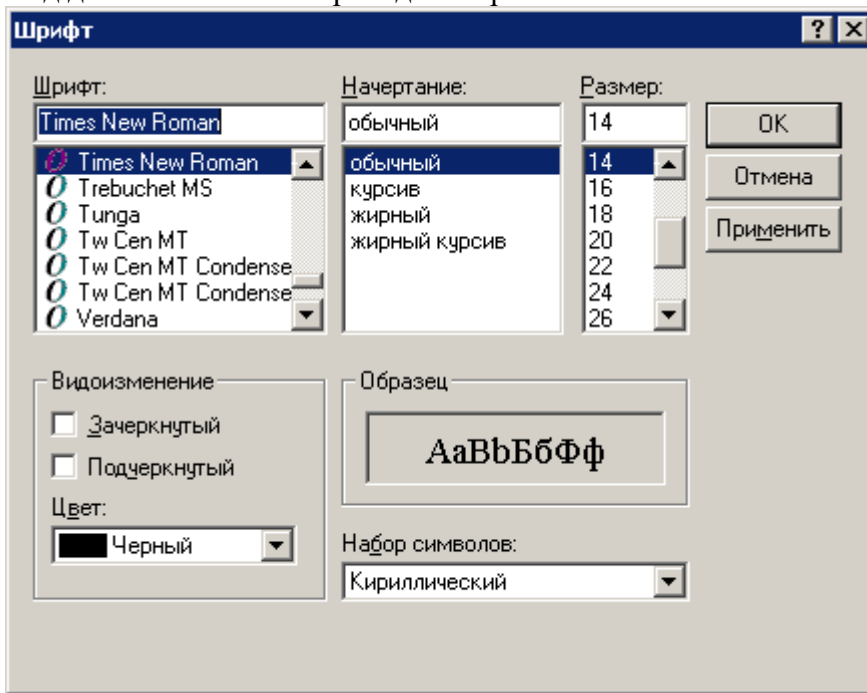 Шрифт
Шрифт:
Times New Roman
Times New Roman
Trebuchet MS
Tunga
Tw Cen MT
Tw Cen MT Condense
Tw Cen MT Condense
Verdana
Начертание:
обычный
обычный
курсив
жирный
жирный курсив
Размер:
14
14
16
18
20
22
24
26
OK
Отмена
Применить
Видоизменение
Зачеркнутый
Подчеркнутый
Цвет:
Черный
Образец
АаBbБбФф
Набор символов:
Кириллический